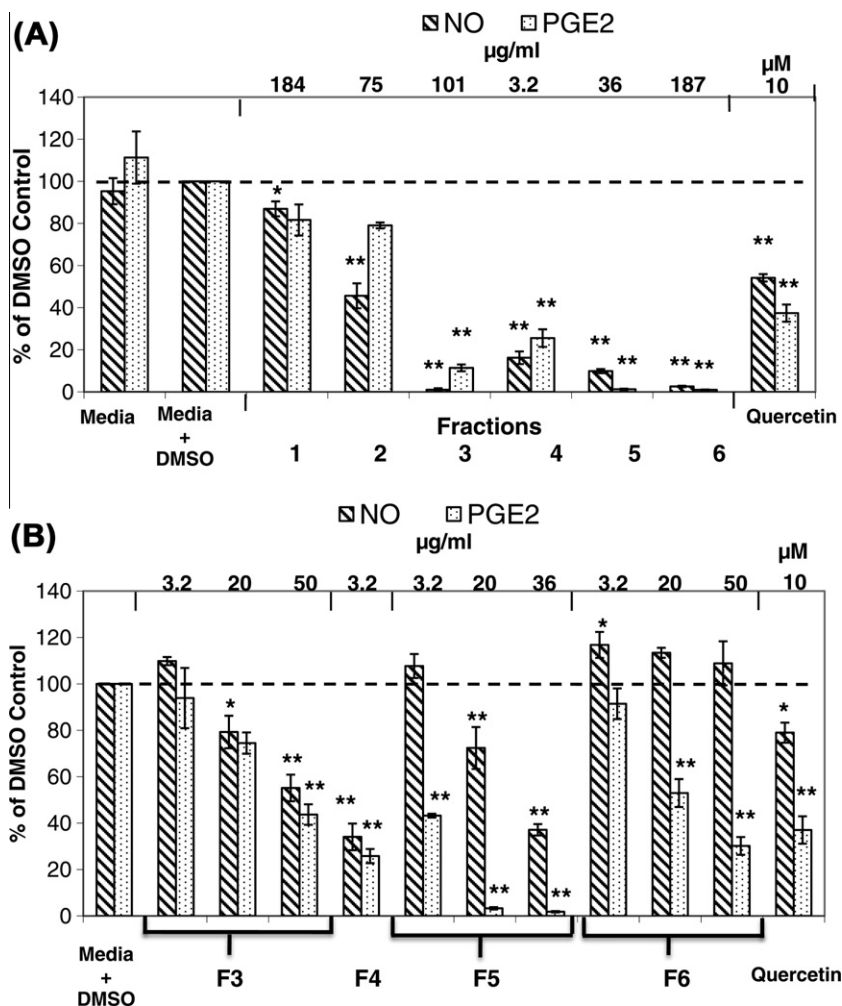 (A)
NO PGE2
µg/ml
µM
184 75 101 3.2 36 187 10
140
120
100
80
60
40
20
0
% of DMSO Control
*
**
** **
** **
** **
** **
** **
Media
Media + DMSO
Fractions
1 2 3 4 5 6
Quercetin
(B)
NO PGE2
µg/ml
µM
3.2 20 50 3.2 3.2 20 36 3.2 20 50 10
140
120
100
80
60
40
20
0
% of DMSO Control
*
** **
** **
**
** **
** **
*
**
**
* **
Media + DMSO
F3 F4 F5 F6 Quercetin